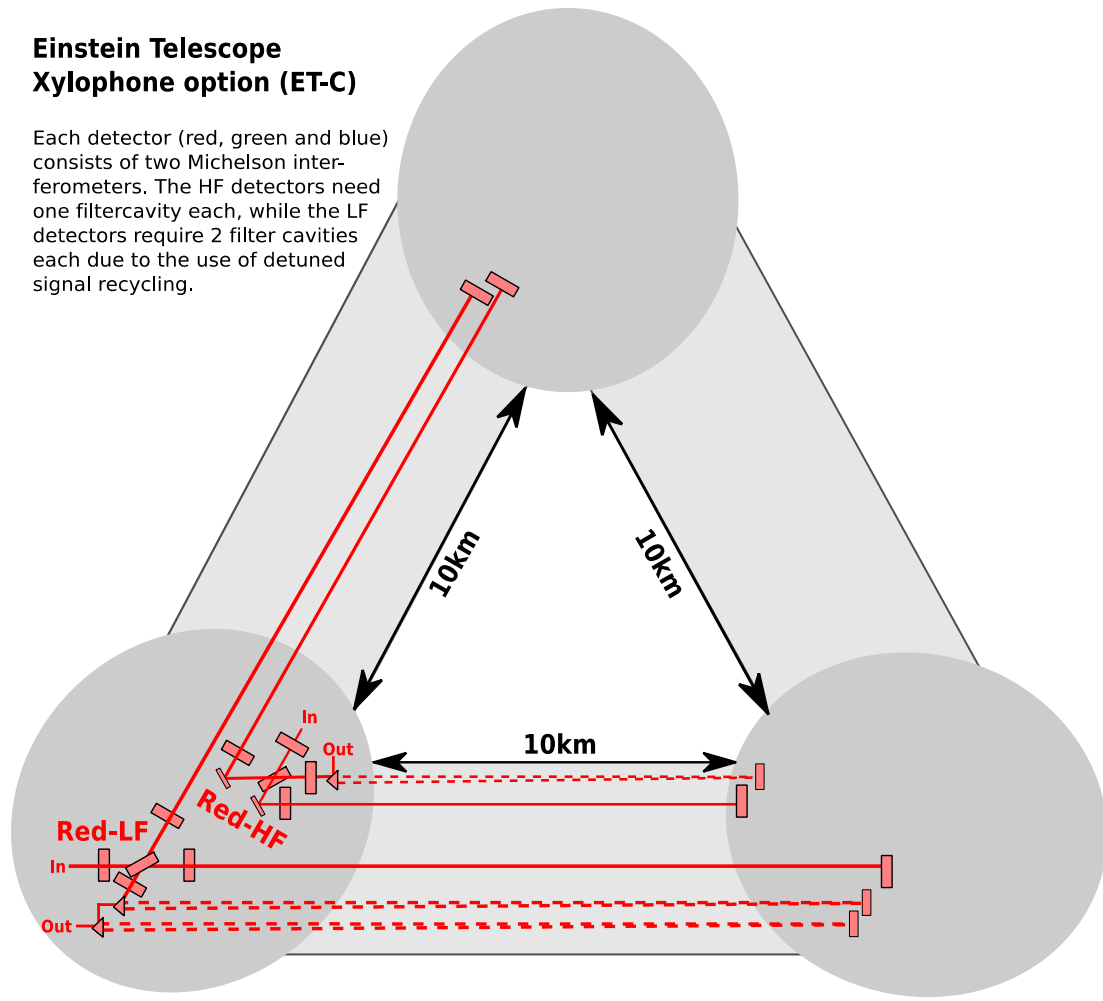 Einstein Telescope
Xylophone option (ET-C)
Each detector (red, green and blue)
consists of two Michelson inter-
ferometers. The HF detectors need
one filtercavity each, while the LF
detectors require 2 filter cavities
each due to the use of detuned
signal recycling.
10km
10km
10km
In
Out
Red-HF
Red-LF
In
Out